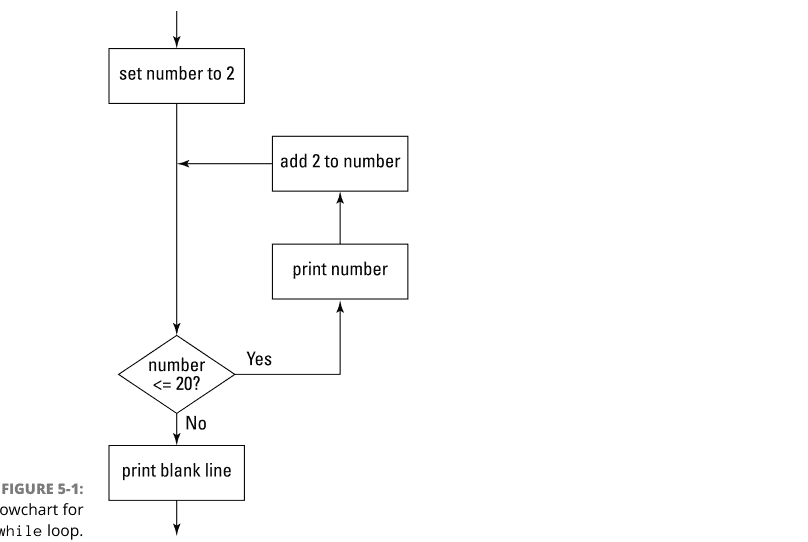 set number to 2
add 2 to number
print number
number
<= 20?
Yes
No
print blank line
FIGURE 5-1:
for
while loop.